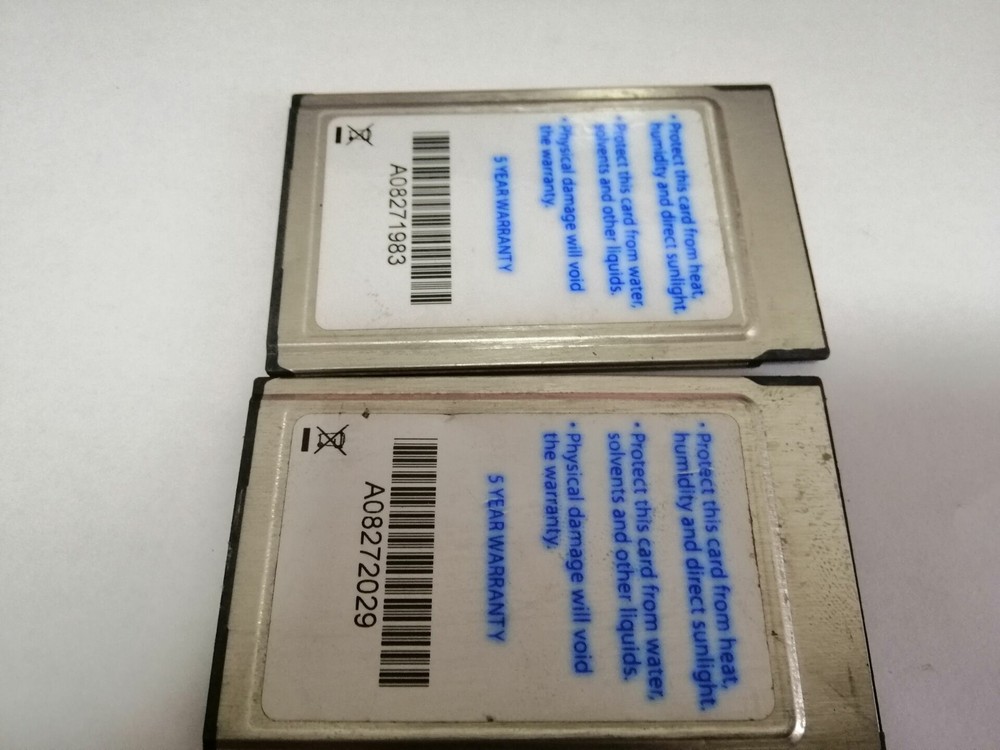 • Protect this card from heat,
humidity and direct sunlight.
• Protect this card from water,
solvents and other liquids.
• Physical damage will void
the warranty.
5 YEAR WARRANTY
A08271983
• Protect this card from heat,
humidity and direct sunlight.
• Protect this card from water,
solvents and other liquids.
• Physical damage will void
the warranty.
5 YEAR WARRANTY
A08272029